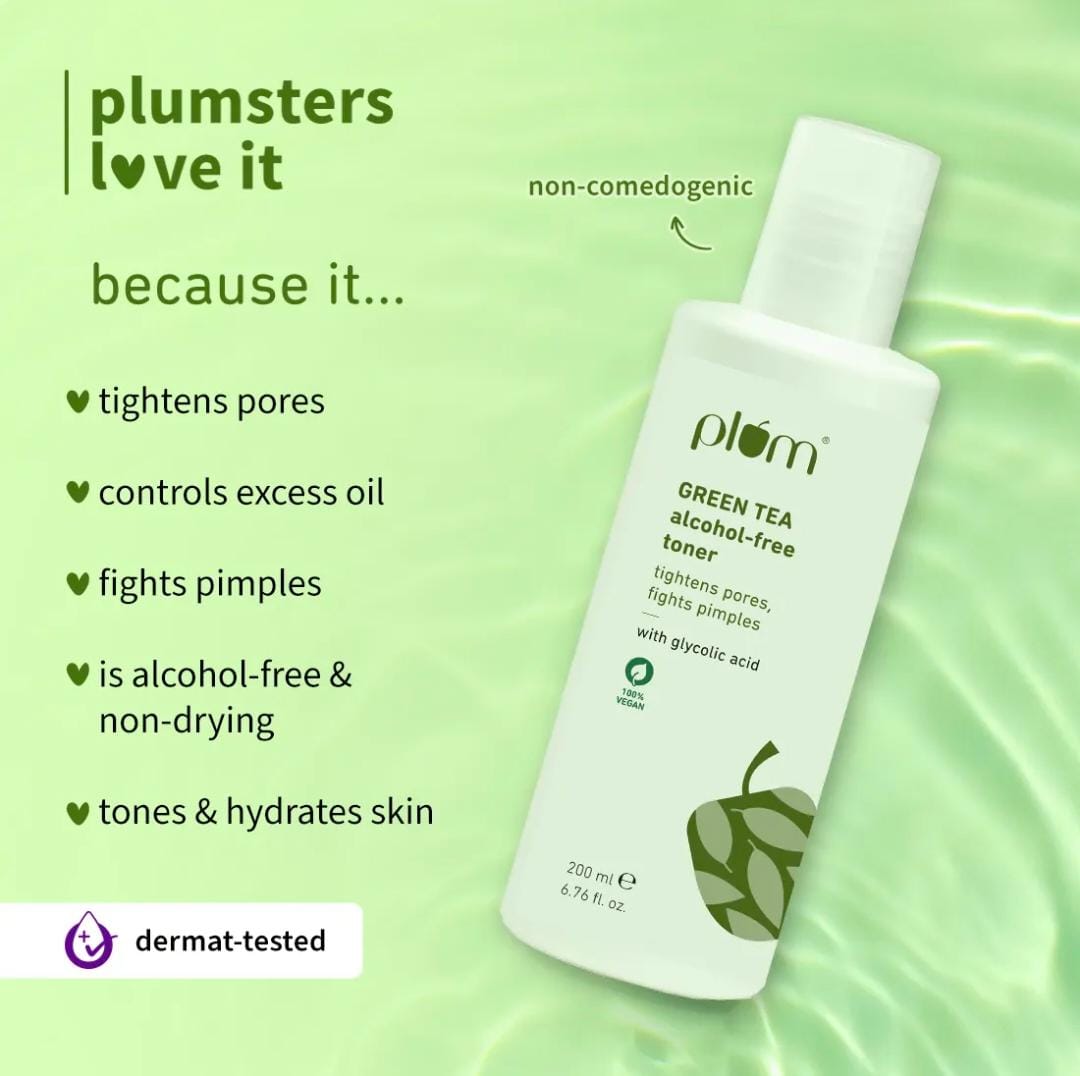 plumsters
love it
because it...
tightens pores
controls excess oil
fights pimples
is alcohol-free &
non-drying
tones & hydrates skin
dermat-tested
non-comedogenic
plum®
GREEN TEA
alcohol-free
toner
tightens pores,
fights pimples
with glycolic acid
100%
VEGAN
200 ml ℮
6.76 fl. oz.